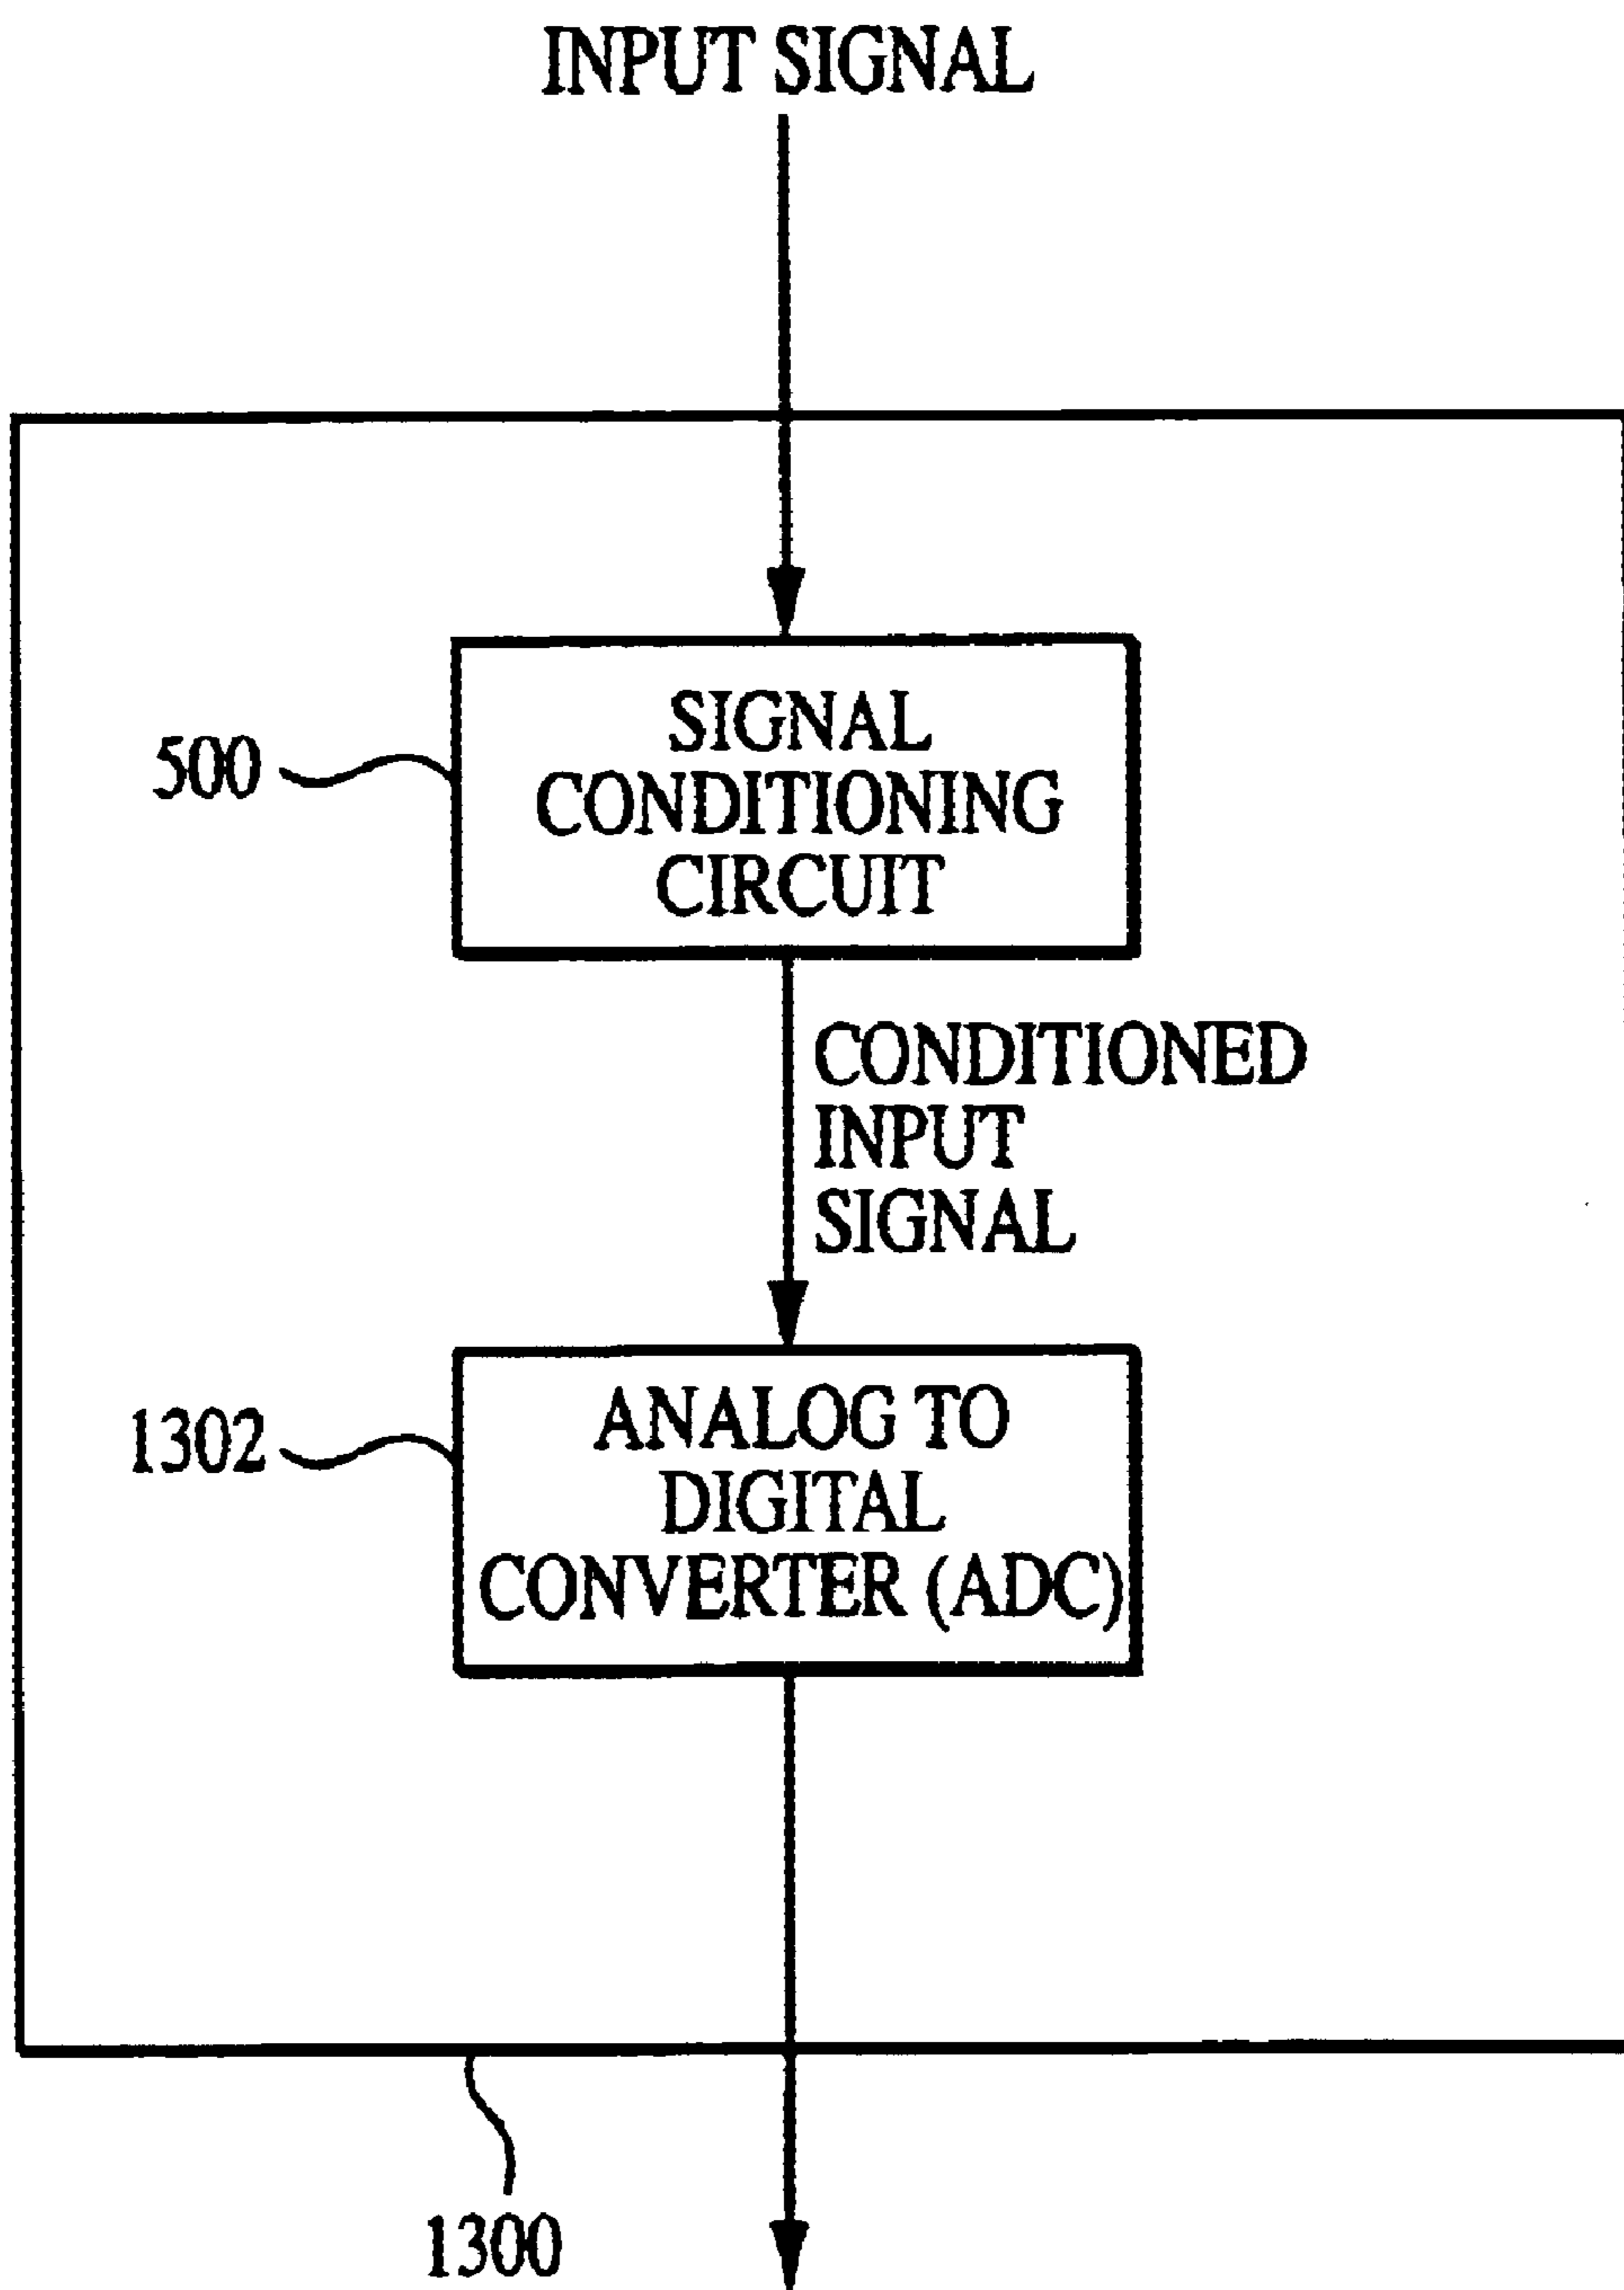 INPUT SIGNAL
500
SIGNAL
CONDITIONING
CIRCUIT
CONDITIONED
INPUT
SIGNAL
1302
ANALOG TO
DIGITAL
CONVERTER (ADC)
1300